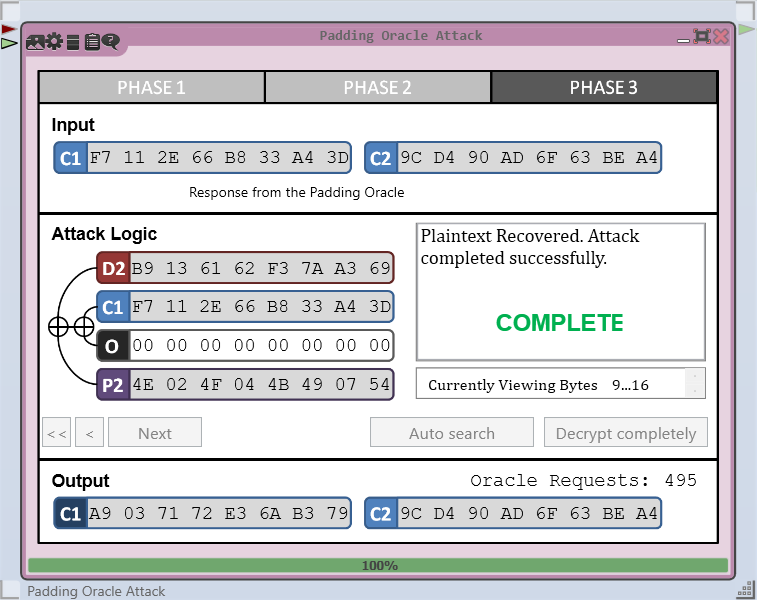 Padding Oracle Attack
PHASE 1 PHASE 2 PHASE 3
Input
C1 F7 11 2E 66 B8 33 A4 3D C2 9C D4 90 AD 6F 63 BE A4
Response from the Padding Oracle
Attack Logic
D2 B9 13 61 62 F3 7A A3 69
C1 F7 11 2E 66 B8 33 A4 3D
O 00 00 00 00 00 00 00 00
P2 4E 02 4F 04 4B 49 07 54
Plaintext Recovered. Attack
completed successfully.
COMPLETE
Currently Viewing Bytes 9...16
<< < Next Auto search Decrypt completely
Output Oracle Requests: 495
C1 A9 03 71 72 E3 6A B3 79 C2 9C D4 90 AD 6F 63 BE A4
100%
Padding Oracle Attack